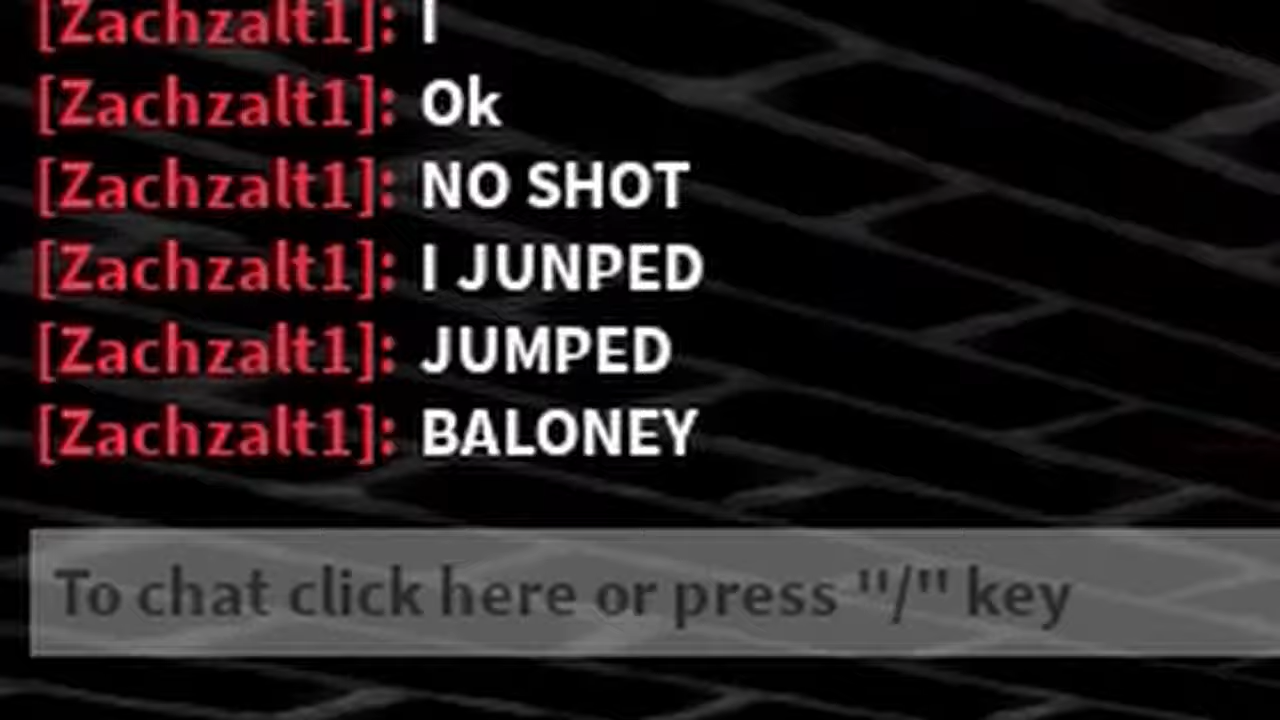 [Zachzalt1]: I
[Zachzalt1]: Ok
[Zachzalt1]: NO SHOT
[Zachzalt1]: I JUNPED
[Zachzalt1]: JUMPED
[Zachzalt1]: BALONEY
To chat click here or press "/" key